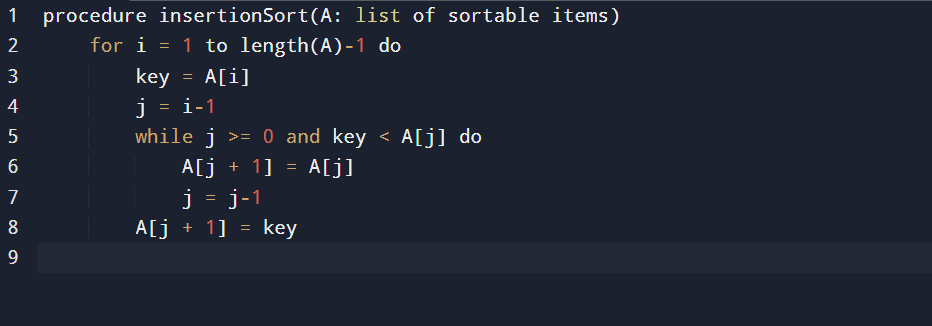 1 procedure insertionSort(A: list of sortable items)
2     for i = 1 to length(A)-1 do
3         key = A[i]
4         j = i-1
5         while j >= 0 and key < A[j] do
6             A[j + 1] = A[j]
7             j = j-1
8         A[j + 1] = key
9